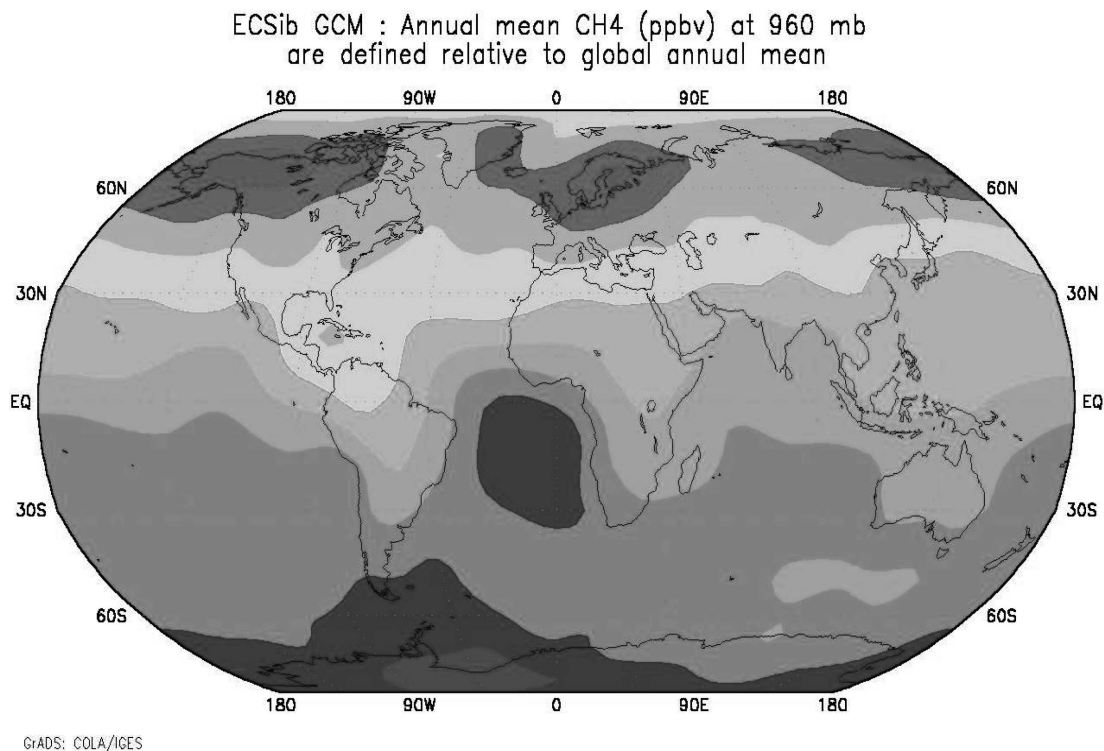 ECSib GCM : Annual mean CH4 (ppbv) at 960 mb
are defined relative to global annual mean
180 90W 0 90E 180
60N 60N
30N 30N
EQ EQ
30S 30S
60S 60S
180 90W 0 90E 180
GrADS: COLA/IGES